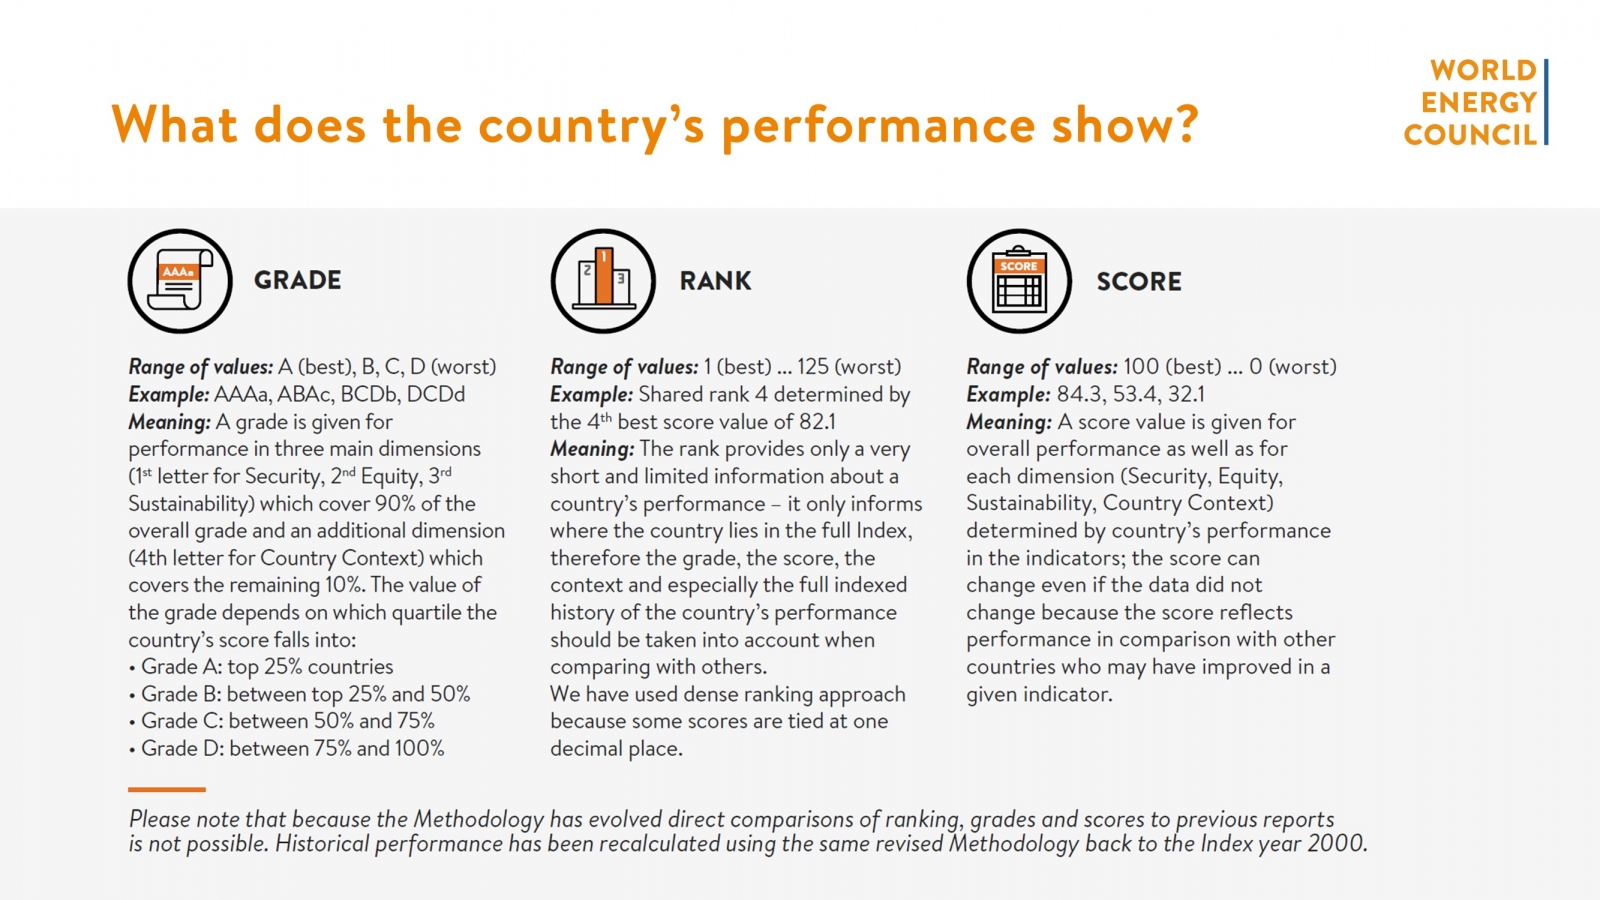 What does the country's performance show?
WORLD
ENERGY
COUNCIL
AAAa
GRADE
Range of values: A (best), B, C, D (worst)
Example: AAAa, ABAc, BCDb, DCDd
Meaning: A grade is given for
performance in three main dimensions
(1st letter for Security, 2nd Equity, 3rd
Sustainability) which cover 90% of the
overall grade and an additional dimension
(4th letter for Country Context) which
covers the remaining 10%. The value of
the grade depends on which quartile the
country's score falls into:
• Grade A: top 25% countries
• Grade B: between top 25% and 50%
• Grade C: between 50% and 75%
• Grade D: between 75% and 100%
2 1 3
RANK
Range of values: 1 (best) ... 125 (worst)
Example: Shared rank 4 determined by
the 4th best score value of 82.1
Meaning: The rank provides only a very
short and limited information about a
country's performance – it only informs
where the country lies in the full Index,
therefore the grade, the score, the
context and especially the full indexed
history of the country's performance
should be taken into account when
comparing with others.
We have used dense ranking approach
because some scores are tied at one
decimal place.
SCORE
SCORE
Range of values: 100 (best) ... 0 (worst)
Example: 84.3, 53.4, 32.1
Meaning: A score value is given for
overall performance as well as for
each dimension (Security, Equity,
Sustainability, Country Context)
determined by country's performance
in the indicators; the score can
change even if the data did not
change because the score reflects
performance in comparison with other
countries who may have improved in a
given indicator.
Please note that because the Methodology has evolved direct comparisons of ranking, grades and scores to previous reports
is not possible. Historical performance has been recalculated using the same revised Methodology back to the Index year 2000.